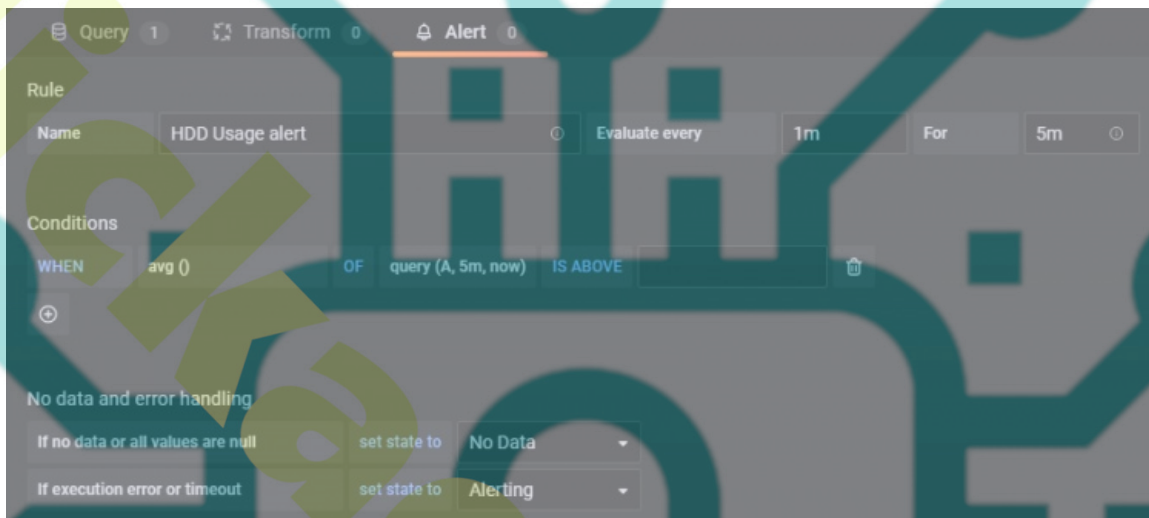 Query 1 Transform 0 Alert 0
Rule
Name HDD Usage alert Evaluate every 1m For 5m
Conditions
WHEN avg () OF query (A, 5m, now) IS ABOVE
No data and error handling
If no data or all values are null set state to No Data
If execution error or timeout set state to Alerting